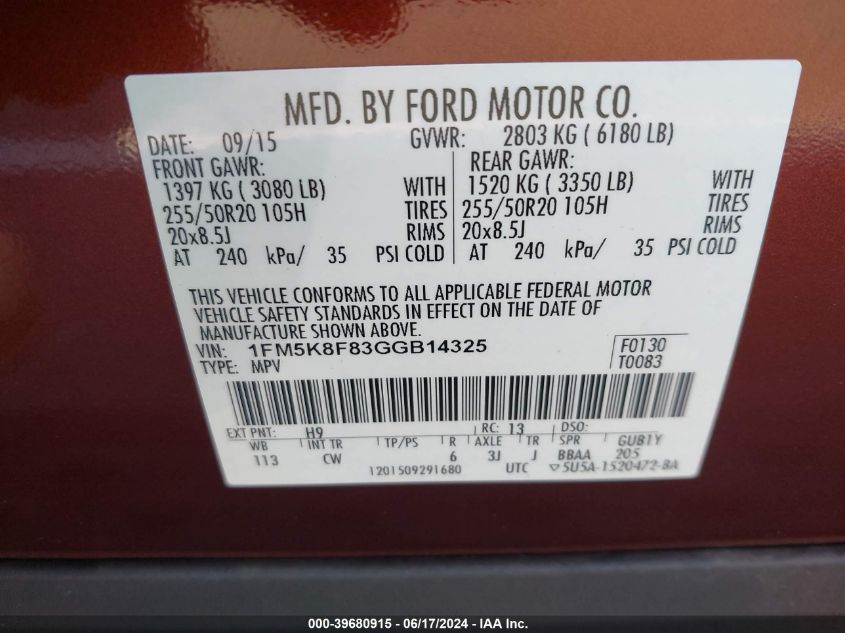 MFD. BY FORD MOTOR CO.
DATE: 09/15 GVWR: 2803 KG ( 6180 LB)
FRONT GAWR: REAR GAWR:
1397 KG ( 3080 LB) WITH 1520 KG ( 3350 LB) WITH
255/50R20 105H TIRES 255/50R20 105H TIRES
20x8.5J RIMS 20x8.5J RIMS
AT 240 kPa/ 35 PSI COLD AT 240 kPa/ 35 PSI COLD
THIS VEHICLE CONFORMS TO ALL APPLICABLE FEDERAL MOTOR
VEHICLE SAFETY STANDARDS IN EFFECT ON THE DATE OF
MANUFACTURE SHOWN ABOVE.
VIN: 1FM5K8F83GGB14325 F0130
TYPE: MPV T0083
EXT PNT: H9 RC: 13 DSO:
WB INT TR TP/PS R AXLE TR SPR GUB1Y
113 CW 6 3J J BBAA 205
1201509291680 UTC ▽5U5A-1520472-BA
000-39680915 - 06/17/2024 - IAA Inc.